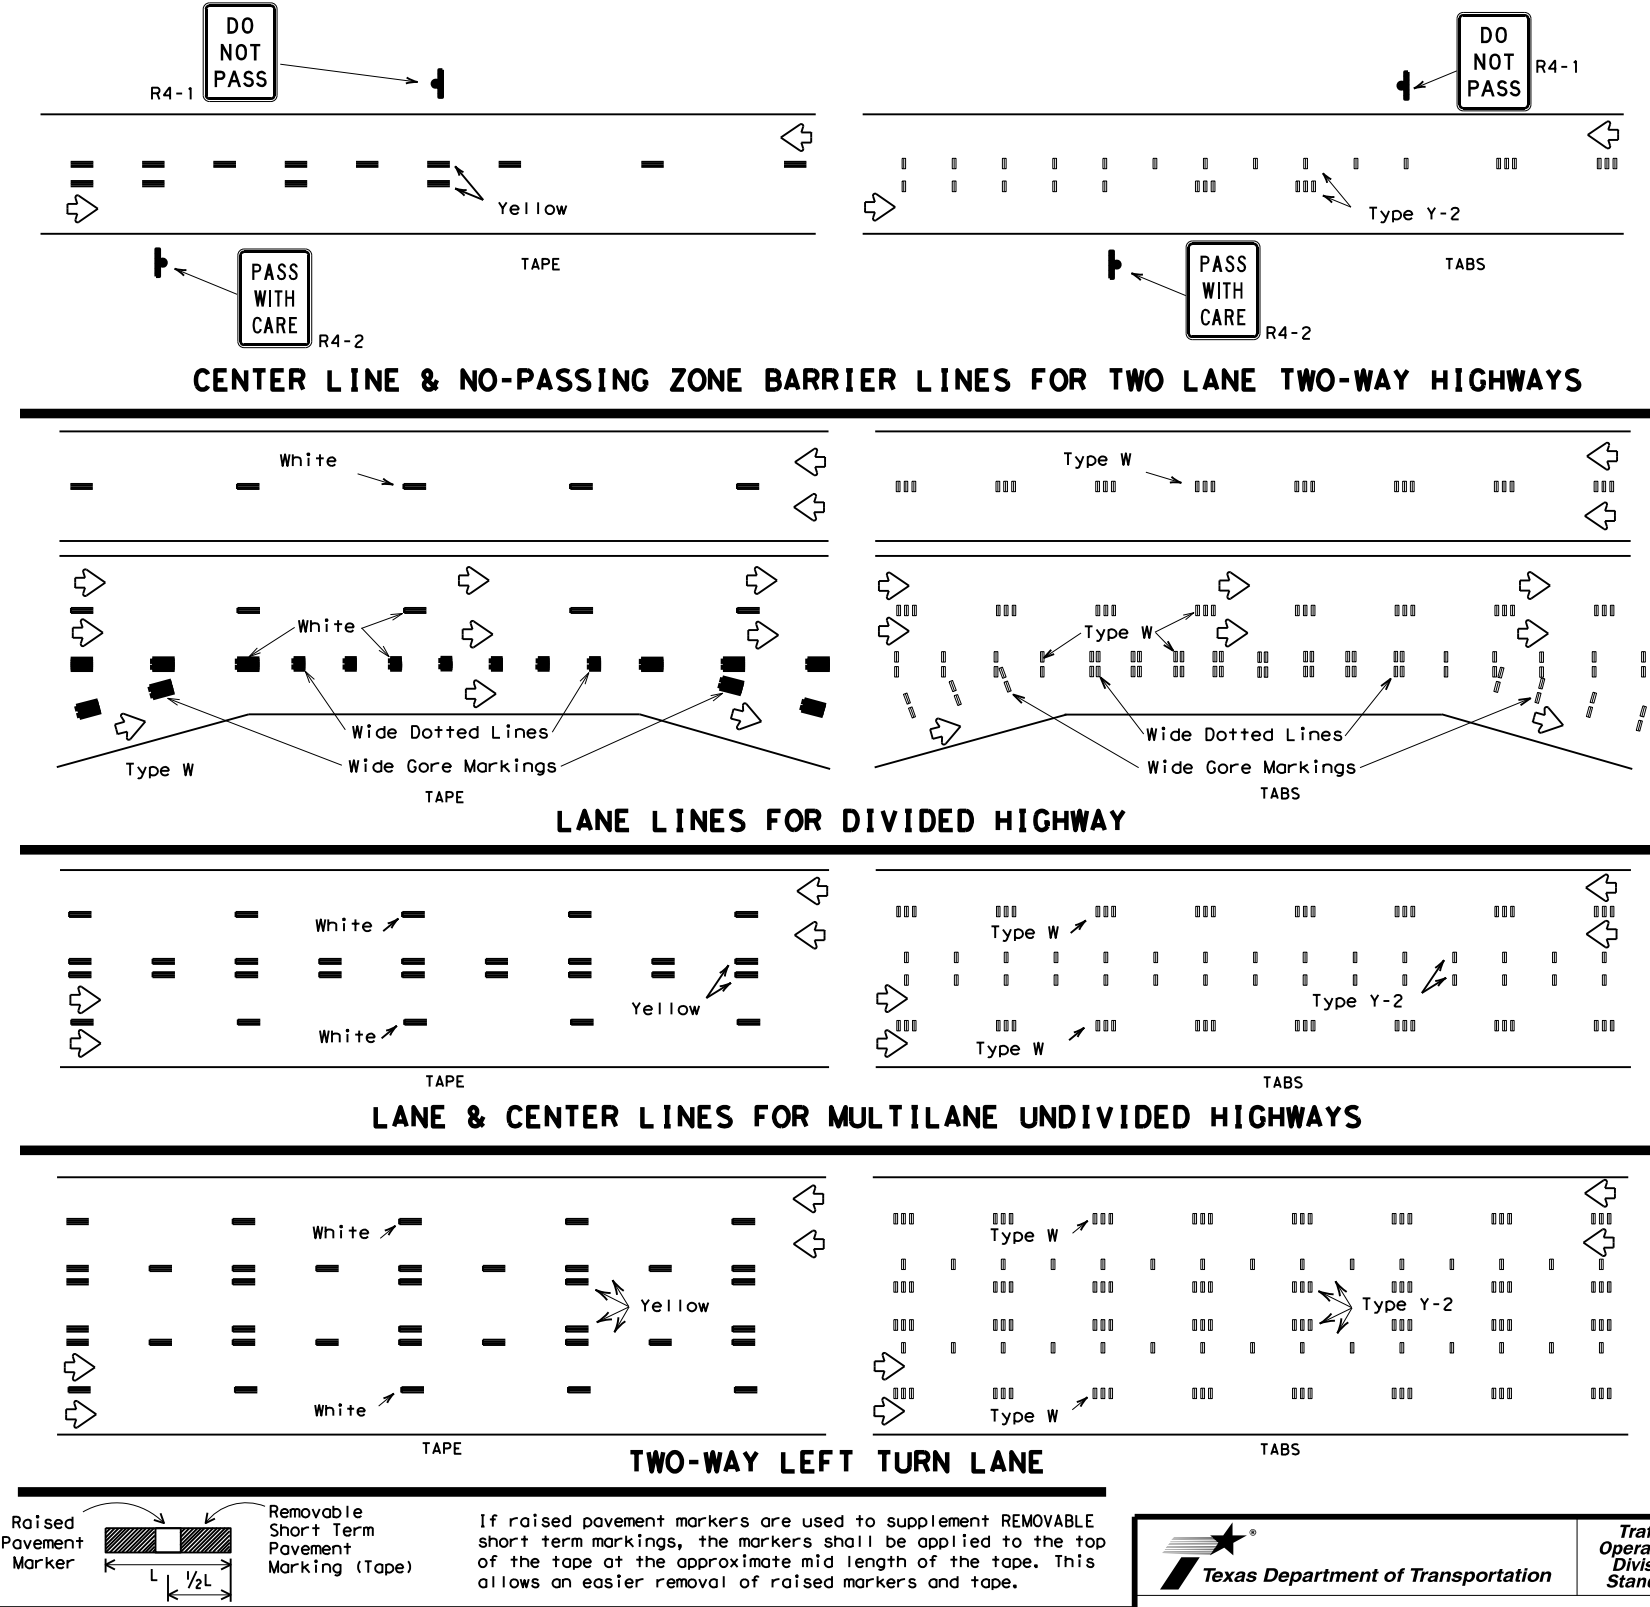 DO
NOT
PASS
R4-1
DO
NOT
PASS
R4-1
Yellow
Type Y-2
TAPE
TABS
PASS
WITH
CARE
R4-2
PASS
WITH
CARE
R4-2
CENTER LINE & NO-PASSING ZONE BARRIER LINES FOR TWO LANE TWO-WAY HIGHWAYS
White
Type W
White
Type W
Wide Dotted Lines
Wide Dotted Lines
Wide Gore Markings
Wide Gore Markings
Type W
TAPE
TABS
LANE LINES FOR DIVIDED HIGHWAY
White
Type W
Yellow
Type Y-2
White
Type W
TAPE
TABS
LANE & CENTER LINES FOR MULTILANE UNDIVIDED HIGHWAYS
White
Type W
Yellow
Type Y-2
White
Type W
TAPE
TABS
TWO-WAY LEFT TURN LANE
Raised
Pavement
Marker
L
½L
Removable
Short Term
Pavement
Marking (Tape)
If raised pavement markers are used to supplement REMOVABLE
short term markings, the markers shall be applied to the top
of the tape at the approximate mid length of the tape. This
allows an easier removal of raised markers and tape.
®
Texas Department of Transportation